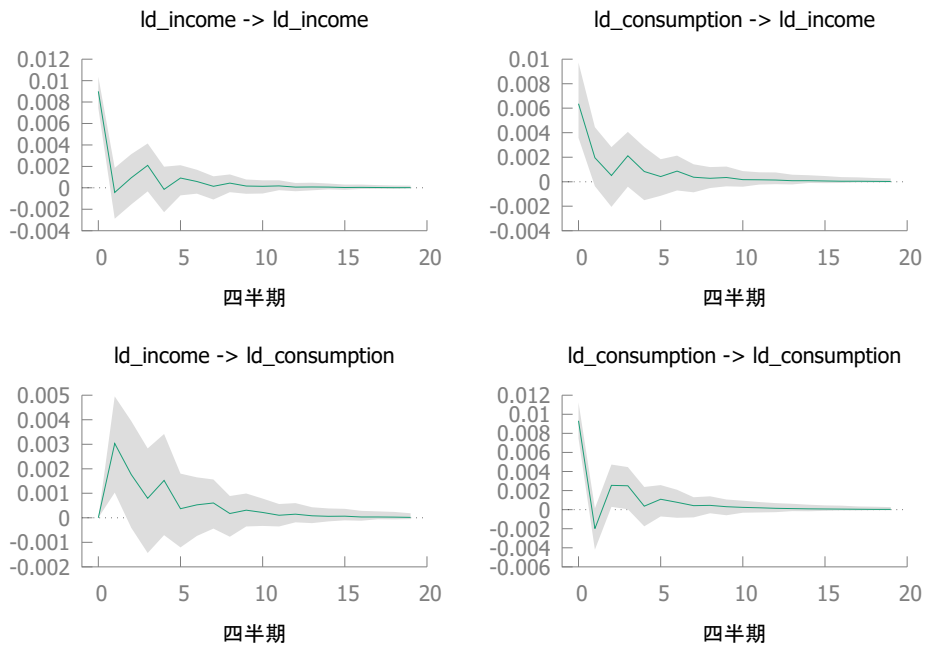 ld_income -> ld_income
0.012
0.01
0.008
0.006
0.004
0.002
0
-0.002
-0.004
0 5 10 15 20
四半期
ld_consumption -> ld_income
0.01
0.008
0.006
0.004
0.002
0
-0.002
-0.004
0 5 10 15 20
四半期
ld_income -> ld_consumption
0.005
0.004
0.003
0.002
0.001
0
-0.001
-0.002
0 5 10 15 20
四半期
ld_consumption -> ld_consumption
0.012
0.01
0.008
0.006
0.004
0.002
0
-0.002
-0.004
-0.006
0 5 10 15 20
四半期